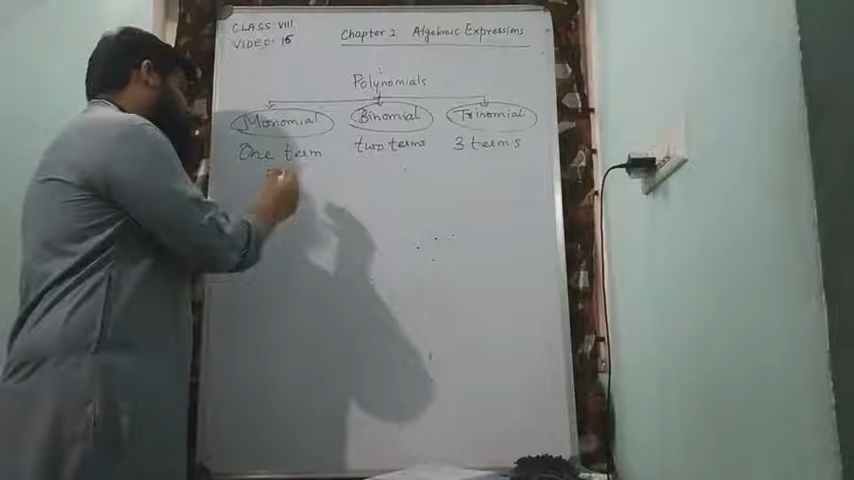 CLASS: VIII
VIDEO: 15
Chapter 2 Algebraic Expressions
Polynomials
Monomial Binomial Trinomial
One term two terms 3 terms